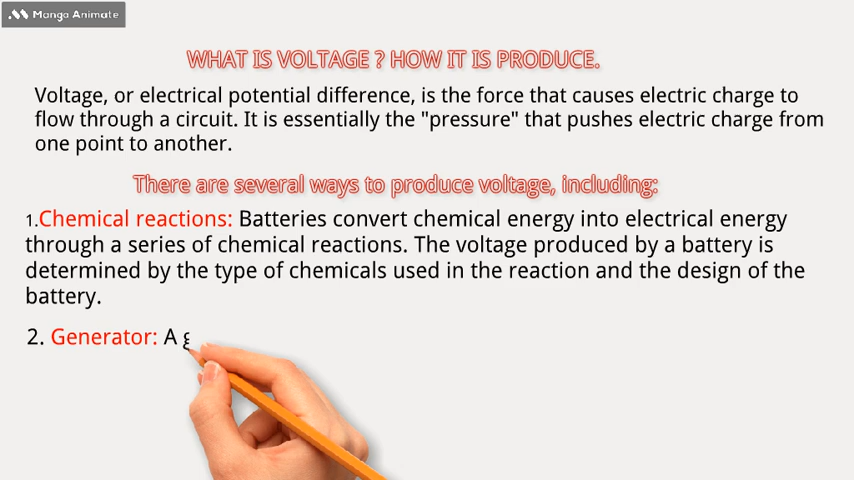 Manga Animate
WHAT IS VOLTAGE ? HOW IT IS PRODUCE.
Voltage, or electrical potential difference, is the force that causes electric charge to
flow through a circuit. It is essentially the "pressure" that pushes electric charge from
one point to another.
There are several ways to produce voltage, including:
1.Chemical reactions: Batteries convert chemical energy into electrical energy
through a series of chemical reactions. The voltage produced by a battery is
determined by the type of chemicals used in the reaction and the design of the
battery.
2. Generator: A g